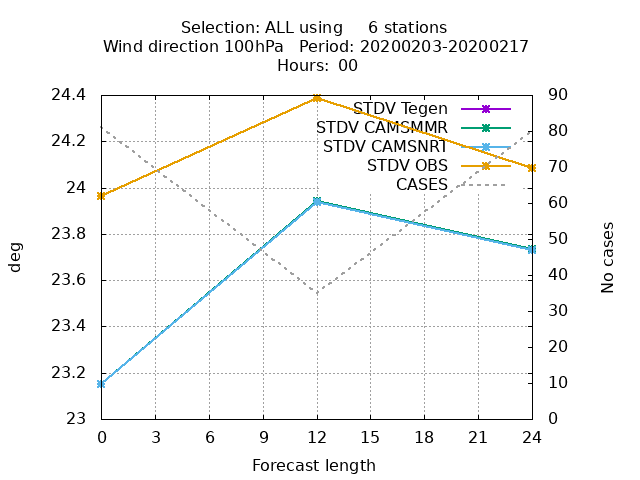 Selection: ALL using     6 stations
Wind direction 100hPa   Period: 20200203-20200217
Hours: 00
24.4
24.2
24
23.8
23.6
23.4
23.2
23
deg
STDV Tegen
STDV CAMSMMR
STDV CAMSNRT
STDV OBS
CASES
90
80
70
60
50
40
30
20
10
0
No cases
0 3 6 9 12 15 18 21 24
Forecast length